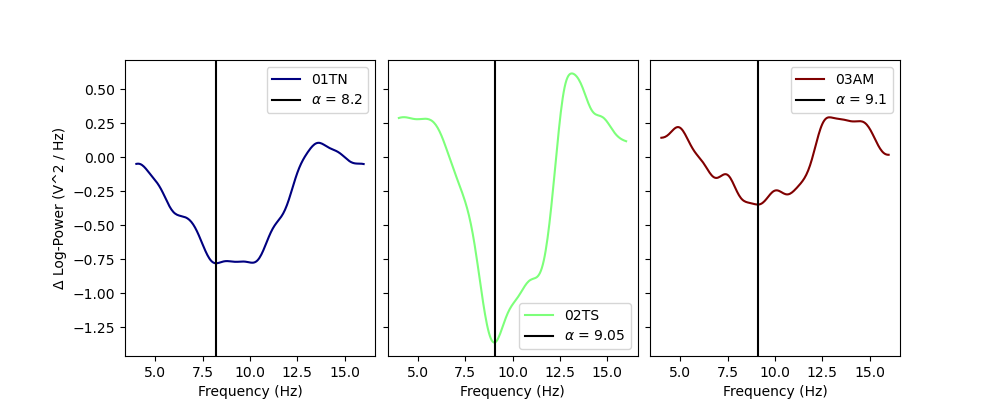 Δ Log-Power (V^2 / Hz)
0.50
0.25
0.00
−0.25
−0.50
−0.75
−1.00
−1.25
01TN
α = 8.2
5.0 7.5 10.0 12.5 15.0
Frequency (Hz)
02TS
α = 9.05
5.0 7.5 10.0 12.5 15.0
Frequency (Hz)
03AM
α = 9.1
5.0 7.5 10.0 12.5 15.0
Frequency (Hz)